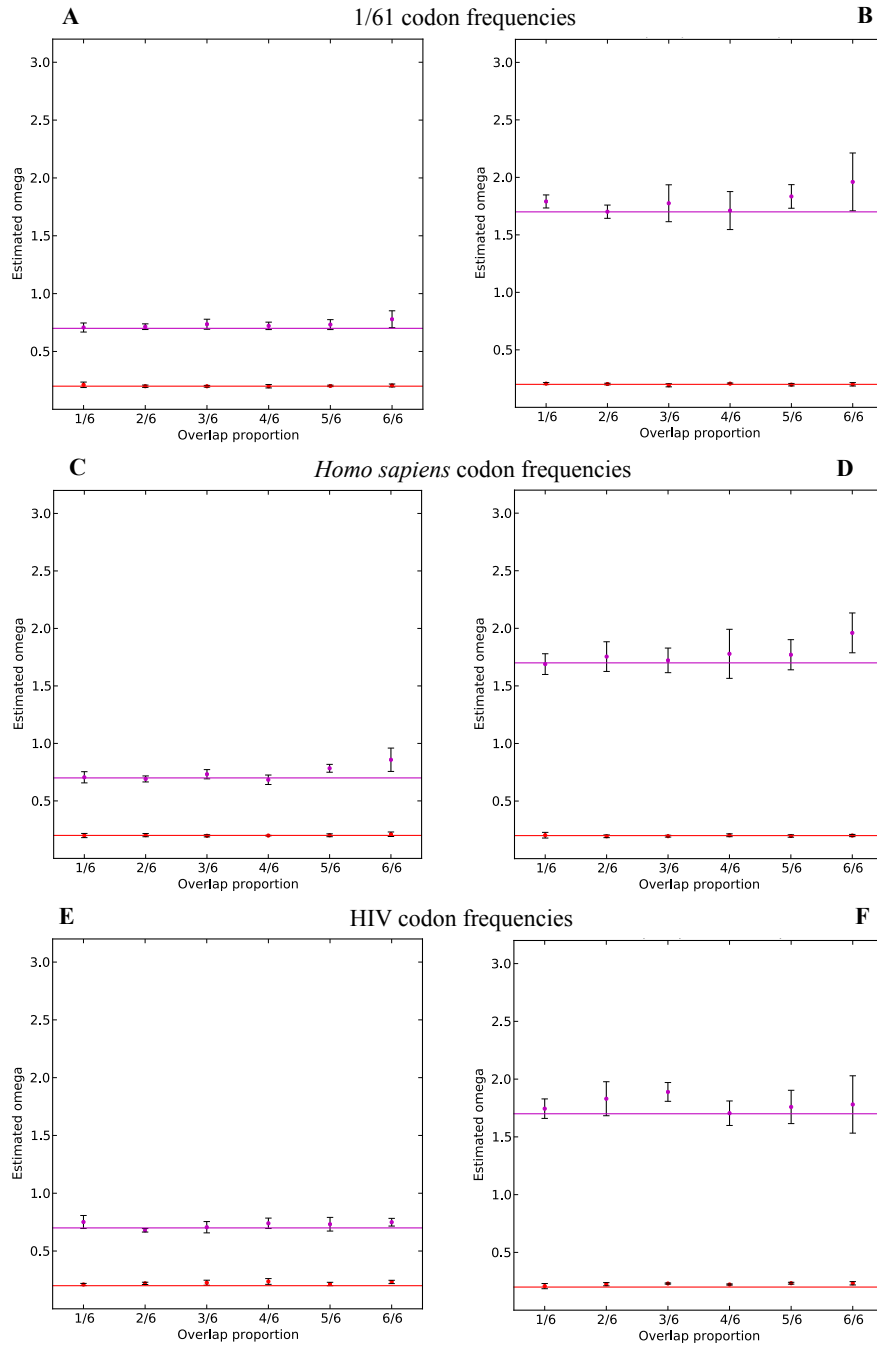 A
1/61 codon frequencies
B
3.0
2.5
2.0
1.5
1.0
0.5
Estimated omega
1/6 2/6 3/6 4/6 5/6 6/6
Overlap proportion
3.0
2.5
2.0
1.5
1.0
0.5
Estimated omega
1/6 2/6 3/6 4/6 5/6 6/6
Overlap proportion
C
Homo sapiens codon frequencies
D
3.0
2.5
2.0
1.5
1.0
0.5
Estimated omega
1/6 2/6 3/6 4/6 5/6 6/6
Overlap proportion
3.0
2.5
2.0
1.5
1.0
0.5
Estimated omega
1/6 2/6 3/6 4/6 5/6 6/6
Overlap proportion
E
HIV codon frequencies
F
3.0
2.5
2.0
1.5
1.0
0.5
Estimated omega
1/6 2/6 3/6 4/6 5/6 6/6
Overlap proportion
3.0
2.5
2.0
1.5
1.0
0.5
Estimated omega
1/6 2/6 3/6 4/6 5/6 6/6
Overlap proportion